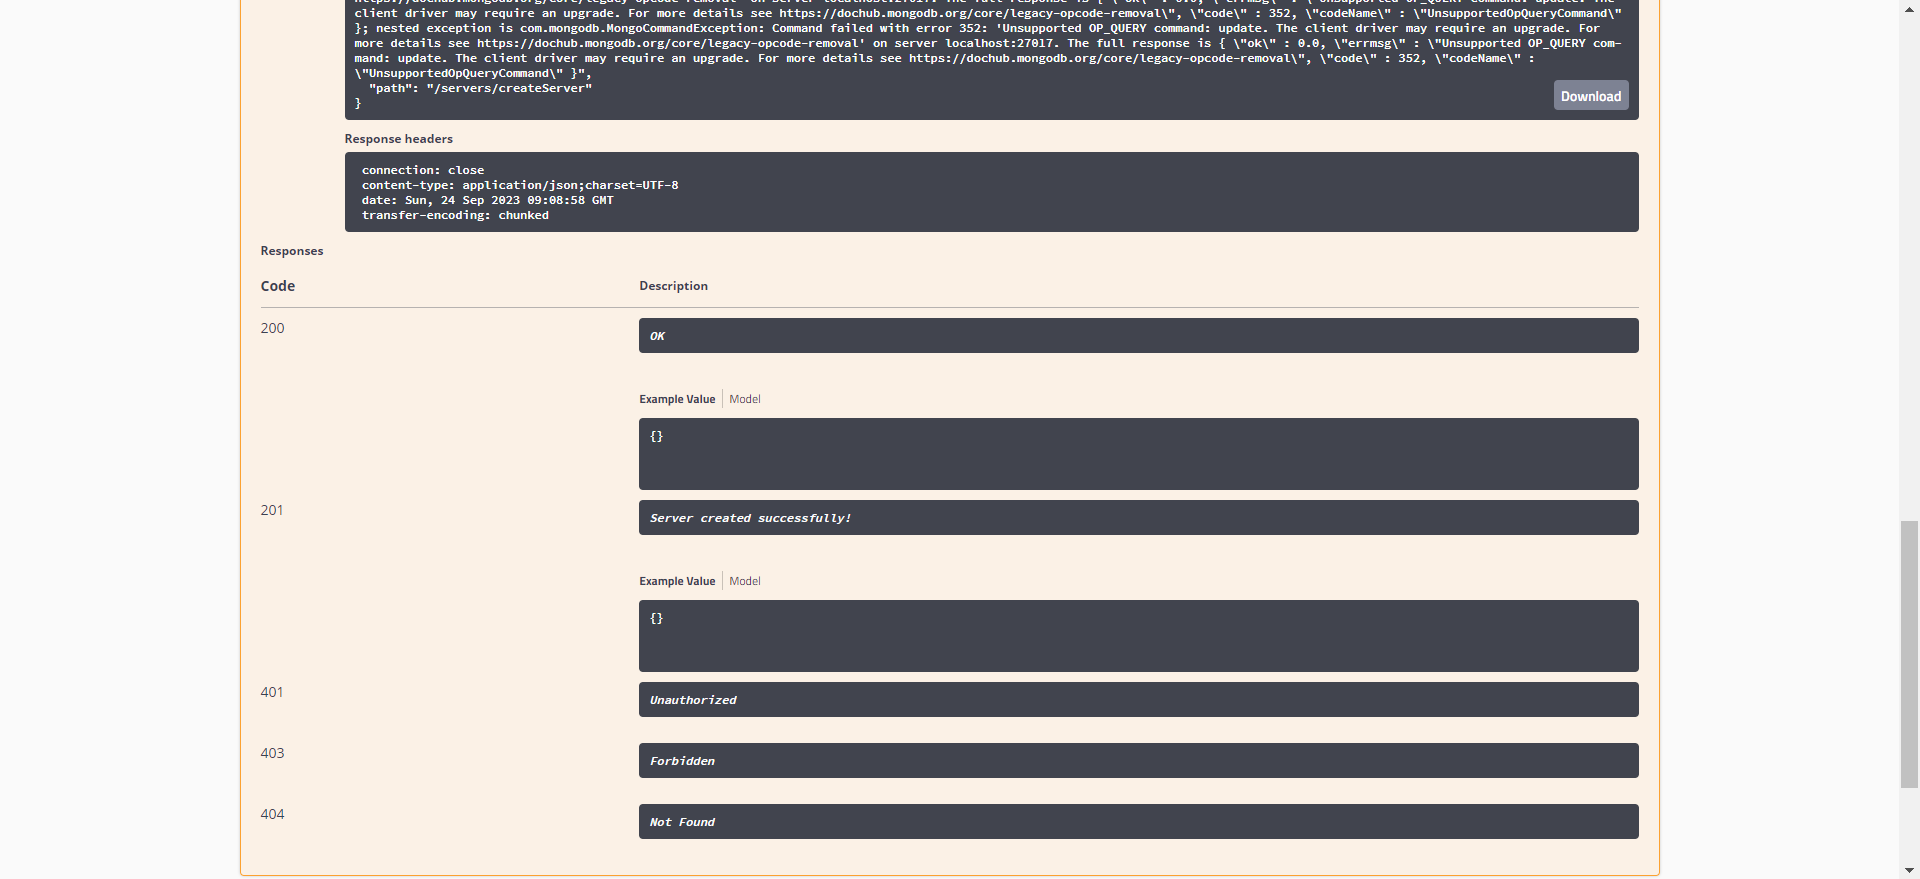 client driver may require an upgrade. For more details see https://dochub.mongodb.org/core/legacy-opcode-removal\", \"code\" : 352, \"codeName\" : \"UnsupportedOpQueryCommand\"
}; nested exception is com.mongodb.MongoCommandException: Command failed with error 352: 'Unsupported OP_QUERY command: update. The client driver may require an upgrade. For
more details see https://dochub.mongodb.org/core/legacy-opcode-removal' on server localhost:27017. The full response is { \"ok\" : 0.0, \"errmsg\" : \"Unsupported OP_QUERY com-
mand: update. The client driver may require an upgrade. For more details see https://dochub.mongodb.org/core/legacy-opcode-removal\", \"code\" : 352, \"codeName\" :
\"UnsupportedOpQueryCommand\" }",
"path": "/servers/createServer"
}
Download
Response headers
connection: close
content-type: application/json;charset=UTF-8
date: Sun, 24 Sep 2023 09:08:58 GMT
transfer-encoding: chunked
Responses
Code Description
200 OK
Example Value Model
{}
201 Server created successfully!
Example Value Model
{}
401 Unauthorized
403 Forbidden
404 Not Found